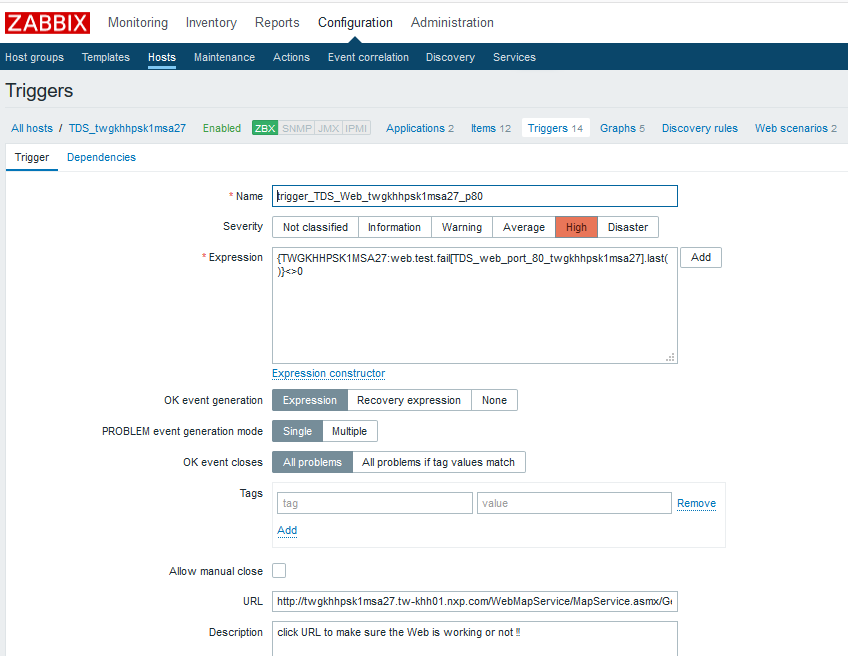 ZABBIX Monitoring Inventory Reports Configuration Administration
Host groups Templates Hosts Maintenance Actions Event correlation Discovery Services
Triggers
All hosts / TDS_twgkhhpsk1msa27 Enabled ZBX SNMP JMX IPMI Applications 2 Items 12 Triggers 14 Graphs 5 Discovery rules Web scenarios 2
Trigger Dependencies
* Name trigger_TDS_Web_twgkhhpsk1msa27_p80
Severity Not classified Information Warning Average High Disaster
* Expression {TWGKHHPSK1MSA27:web.test.fail[TDS_web_port_80_twgkhhpsk1msa27].last( Add
)}<>0
Expression constructor
OK event generation Expression Recovery expression None
PROBLEM event generation mode Single Multiple
OK event closes All problems All problems if tag values match
Tags tag value Remove
Add
Allow manual close
URL http://twgkhhpsk1msa27.tw-khh01.nxp.com/WebMapService/MapService.asmx/G
Description click URL to make sure the Web is working or not !!